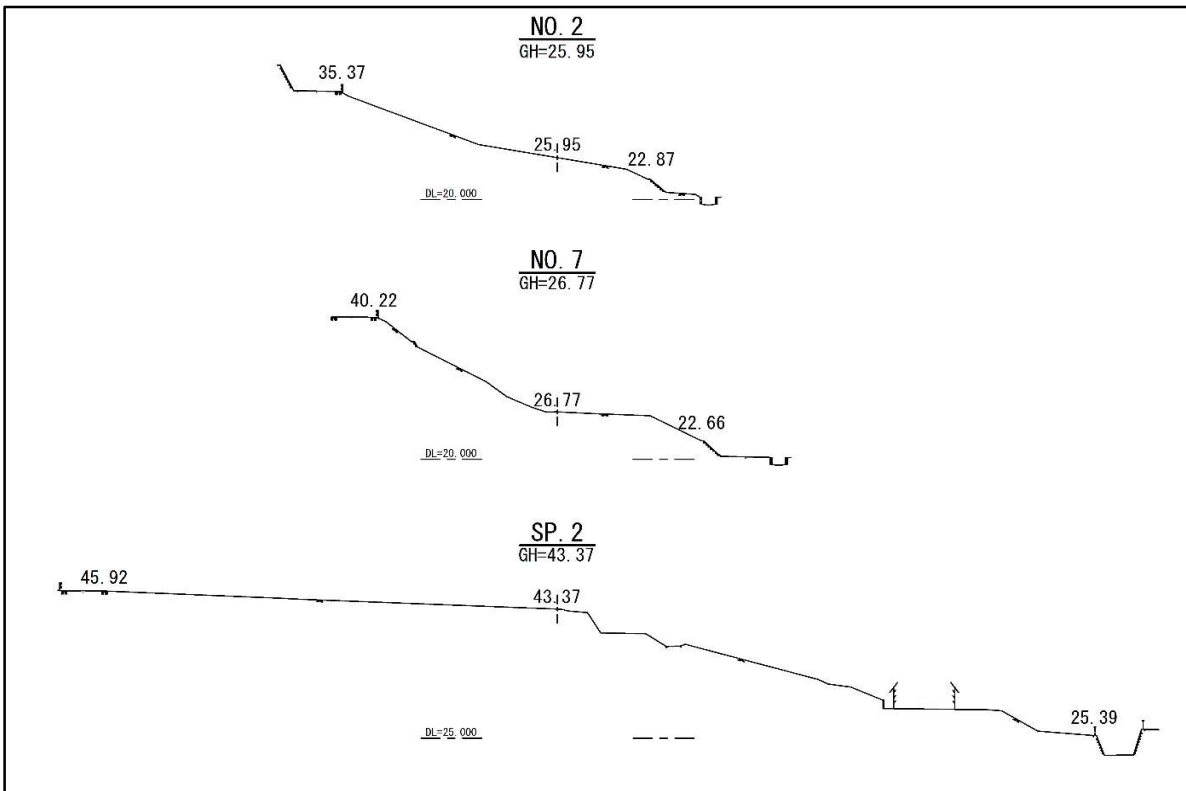 NO. 2
GH=25. 95
35. 37
25. 95
22. 87
DL=20. 000
NO. 7
GH=26. 77
40. 22
26. 77
22. 66
DL=20. 000
SP. 2
GH=43. 37
45. 92
43. 37
25. 39
DL=25. 000